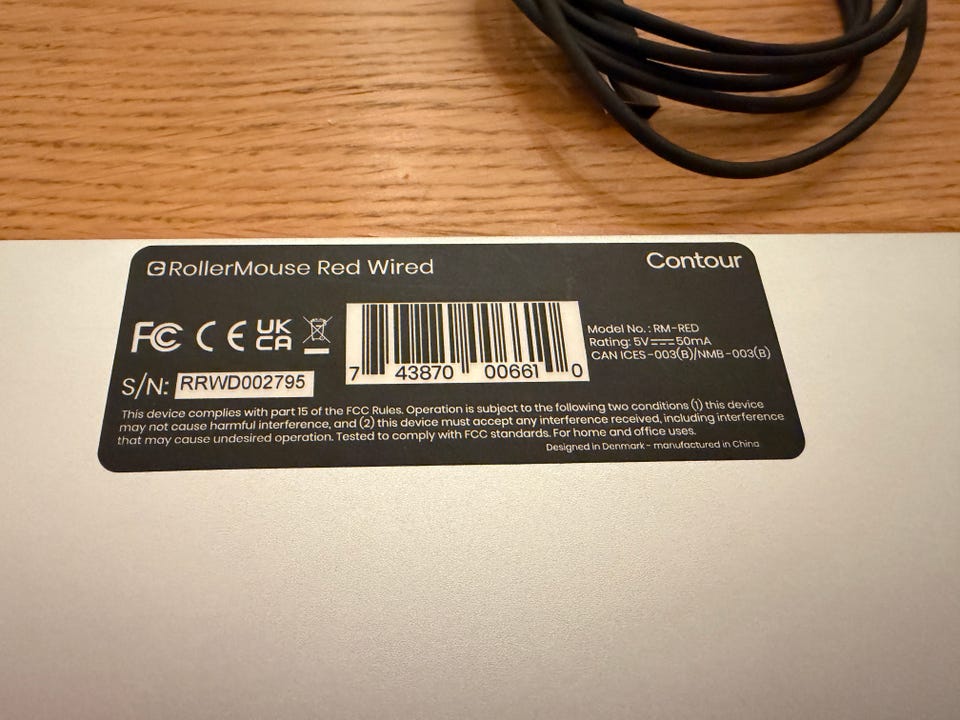 RollerMouse Red Wired
Contour
FC CE UK
CA
7 43870 00661 0
Model No.: RM-RED
Rating: 5V⎓50mA
CAN ICES-003(B)/NMB-003(B)
S/N: RRWD002795
This device complies with part 15 of the FCC Rules. Operation is subject to the following two conditions (1) this device
may not cause harmful interference, and (2) this device must accept any interference received, including interference
that may cause undesired operation. Tested to comply with FCC standards. For home and office uses.
Designed in Denmark - manufactured in China